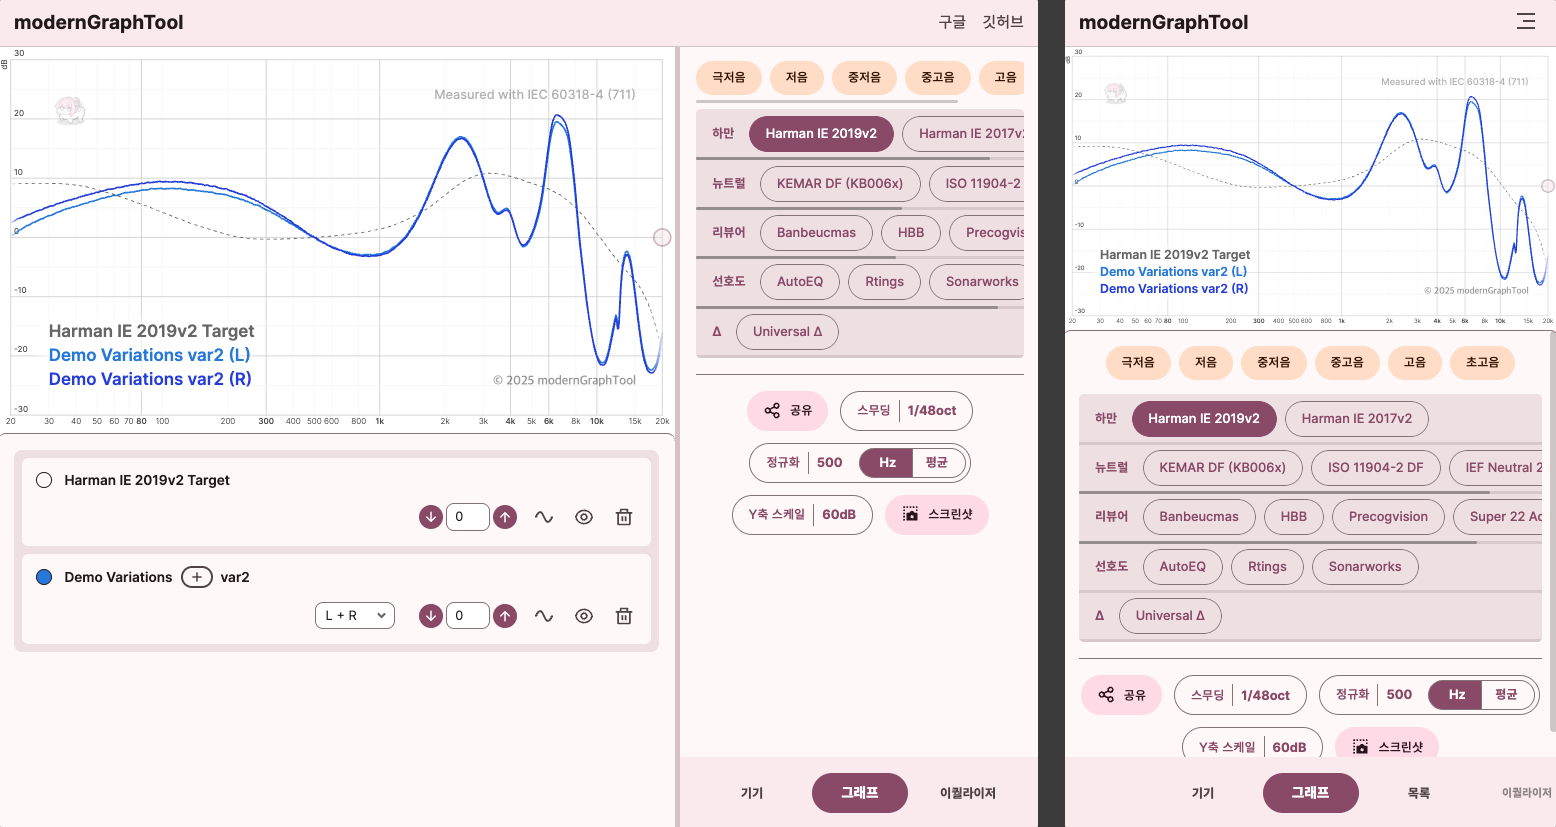 modernGraphTool
구글 깃허브
30
dB
20
10
0
-10
-20
-30
Measured with IEC 60318-4 (711)
Harman IE 2019v2 Target
Demo Variations var2 (L)
Demo Variations var2 (R)
© 2025 modernGraphTool
20 30 40 50 60 70 80 100 200 300 400 500 600 1k 2k 3k 4k 5k 6k 8k 10k 15k 20k
Harman IE 2019v2 Target
0
Demo Variations + var2
L + R
0
극저음 저음 중저음 중고음 고음
하만 Harman IE 2019v2 Harman IE 2017v2
뉴트럴 KEMAR DF (KB006x) ISO 11904-2
리뷰어 Banbeucmas HBB Precogvis
선호도 AutoEQ Rtings Sonarworks
Δ Universal Δ
공유 스무딩 1/48oct
정규화 500 Hz 평균
Y축 스케일 60dB 스크린샷
기기 그래프 이퀄라이저
modernGraphTool
30
dB
20
10
0
-10
-20
-30
Measured with IEC 60318-4 (711)
Harman IE 2019v2 Target
Demo Variations var2 (L)
Demo Variations var2 (R)
© 2025 modernGraphTool
20 30 40 50 60 70 80 100 200 300 400 500 600 1k 2k 3k 4k 5k 6k 8k 10k 15k 20k
극저음 저음 중저음 중고음 고음 초고음
하만 Harman IE 2019v2 Harman IE 2017v2
뉴트럴 KEMAR DF (KB006x) ISO 11904-2 DF IEF Neutral 2
리뷰어 Banbeucmas HBB Precogvision Super 22 Ad
선호도 AutoEQ Rtings Sonarworks
Δ Universal Δ
공유 스무딩 1/48oct 정규화 500 Hz 평균
Y축 스케일 60dB 스크린샷
기기 그래프 목록 이퀄라이저